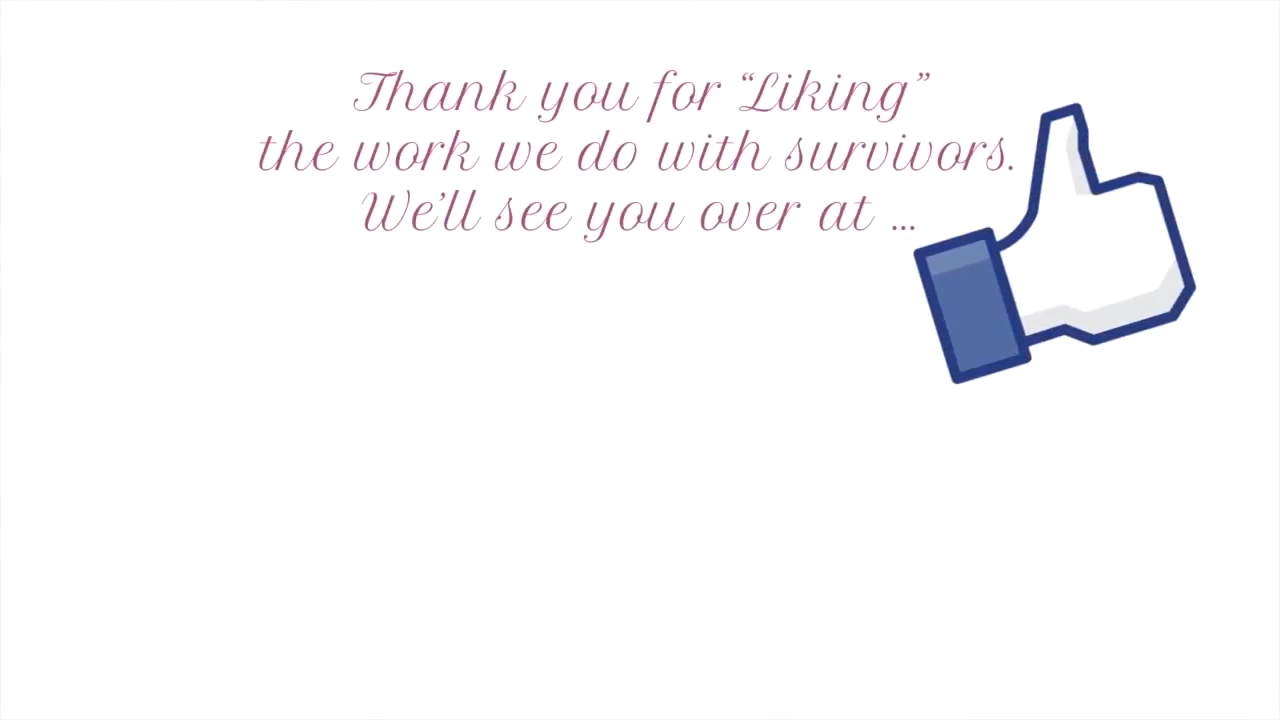 Thank you for “Liking”
the work we do with survivors.
We’ll see you over at ...